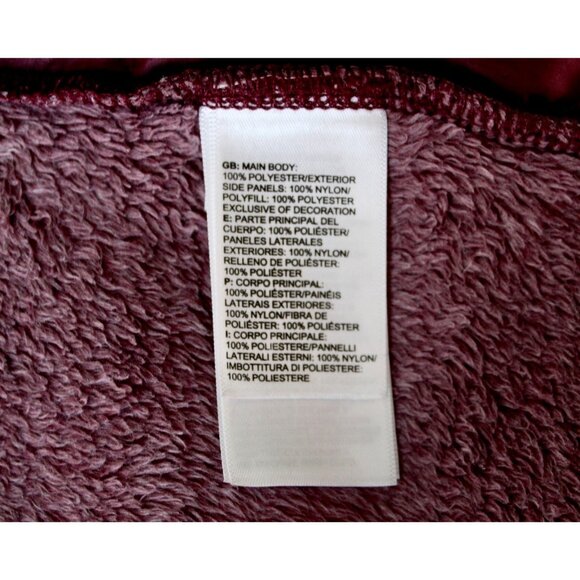 GB: MAIN BODY:
100% POLYESTER/EXTERIOR
SIDE PANELS: 100% NYLON/
POLYFILL: 100% POLYESTER
EXCLUSIVE OF DECORATION
E: PARTE PRINCIPAL DEL
CUERPO: 100% POLIÉSTER/
PANELES LATERALES
EXTERIORES: 100% NYLON/
RELLENO DE POLIÉSTER:
100% POLIÉSTER
P: CORPO PRINCIPAL:
100% POLIÉSTER/PAINÉIS
LATERAIS EXTERIORES:
100% NYLON/FIBRA DE
POLIÉSTER: 100% POLIÉSTER
I: CORPO PRINCIPALE:
100% POLIESTERE/PANNELLI
LATERALI ESTERNI: 100% NYLON/
IMBOTTITURA DI POLIESTERE:
100% POLIESTERE